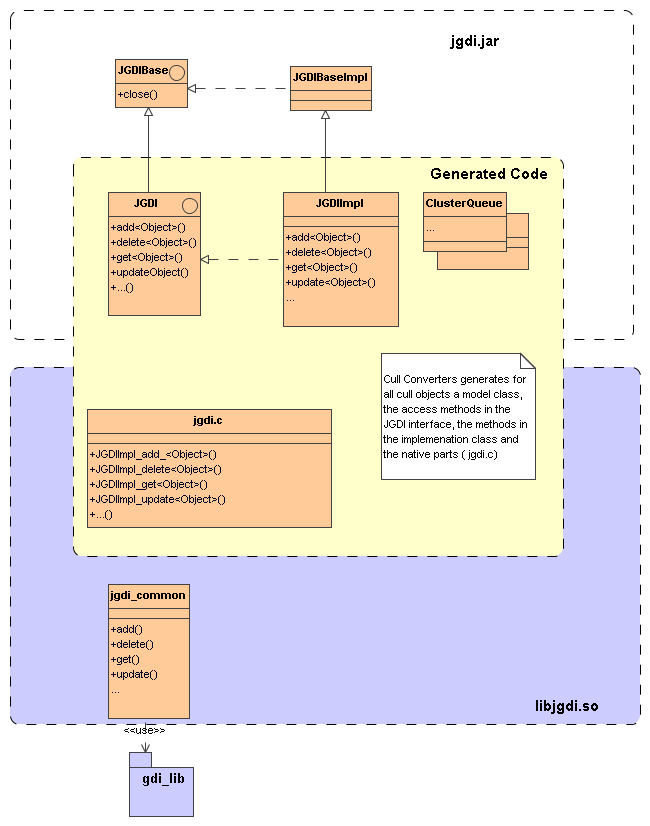 jgdi.jar
JGDIBase
+close()
JGDIBaseImpl
Generated Code
JGDI
+add<Object>()
+delete<Object>()
+get<Object>()
+updateObject()
+...()
JGDIImpl
+add<Object>()
+delete<Object>()
+get<Object>()
+update<Object>()
...
ClusterQueue
...
Cull Converters generates for
all cull objects a model class,
the access methods in the
JGDI interface, the methods in
the implemenation class and
the native parts ( jgdi.c)
jgdi.c
+JGDIImpl_add_<Object>()
+JGDIImpl_delete<Object>()
+JGDIImpl_get<Object>()
+JGDIImpl_update<Object>()
+...()
jgdi_common
+add()
+delete()
+get()
+update()
...
libjgdi.so
<<use>>
gdi_lib